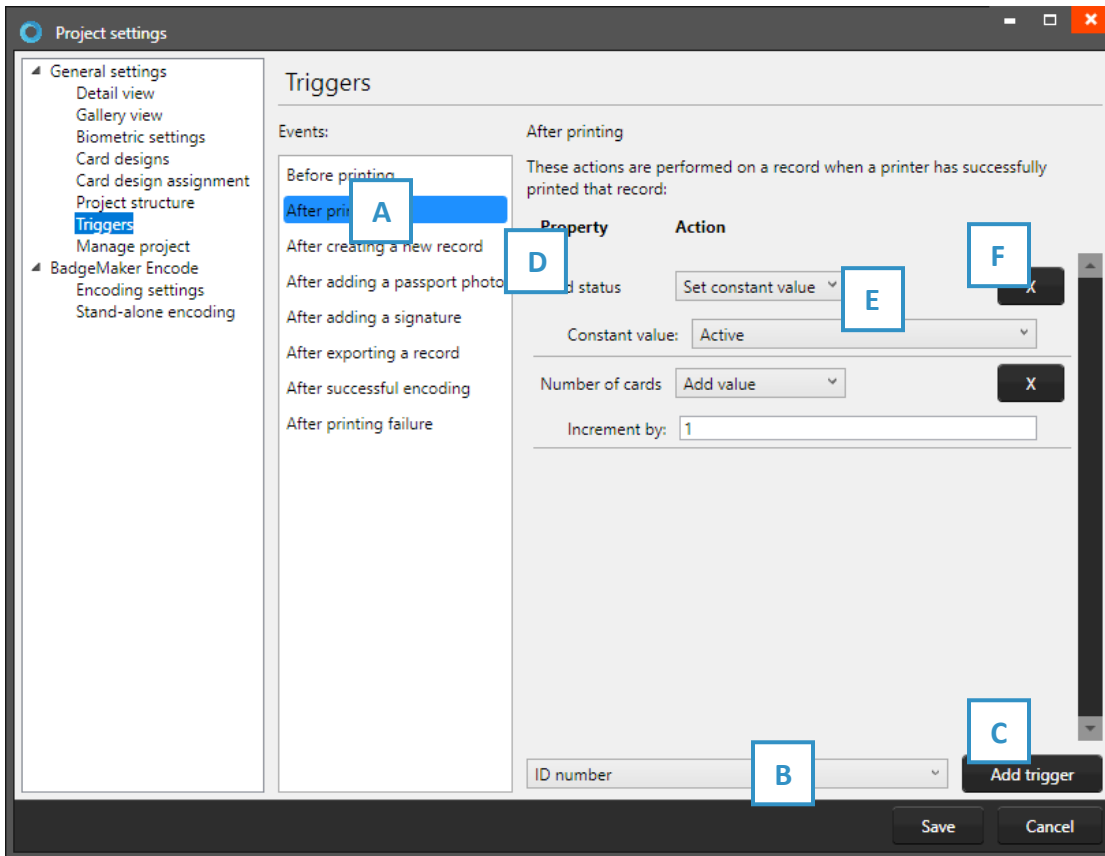 Project settings
General settings
Detail view
Gallery view
Biometric settings
Card designs
Card design assignment
Project structure
Triggers
Manage project
BadgeMaker Encode
Encoding settings
Stand-alone encoding
Triggers
Events:
Before printing
After
A
After creating a new record
After adding a passport photo
After adding a signature
After exporting a record
After successful encoding
After printing failure
After printing
These actions are performed on a record when a printer has successfully
printed that record:
Property Action
D
status Set constant value
E
F
X
Constant value: Active
Number of cards Add value X
Increment by: 1
C
ID number B Add trigger
Save Cancel